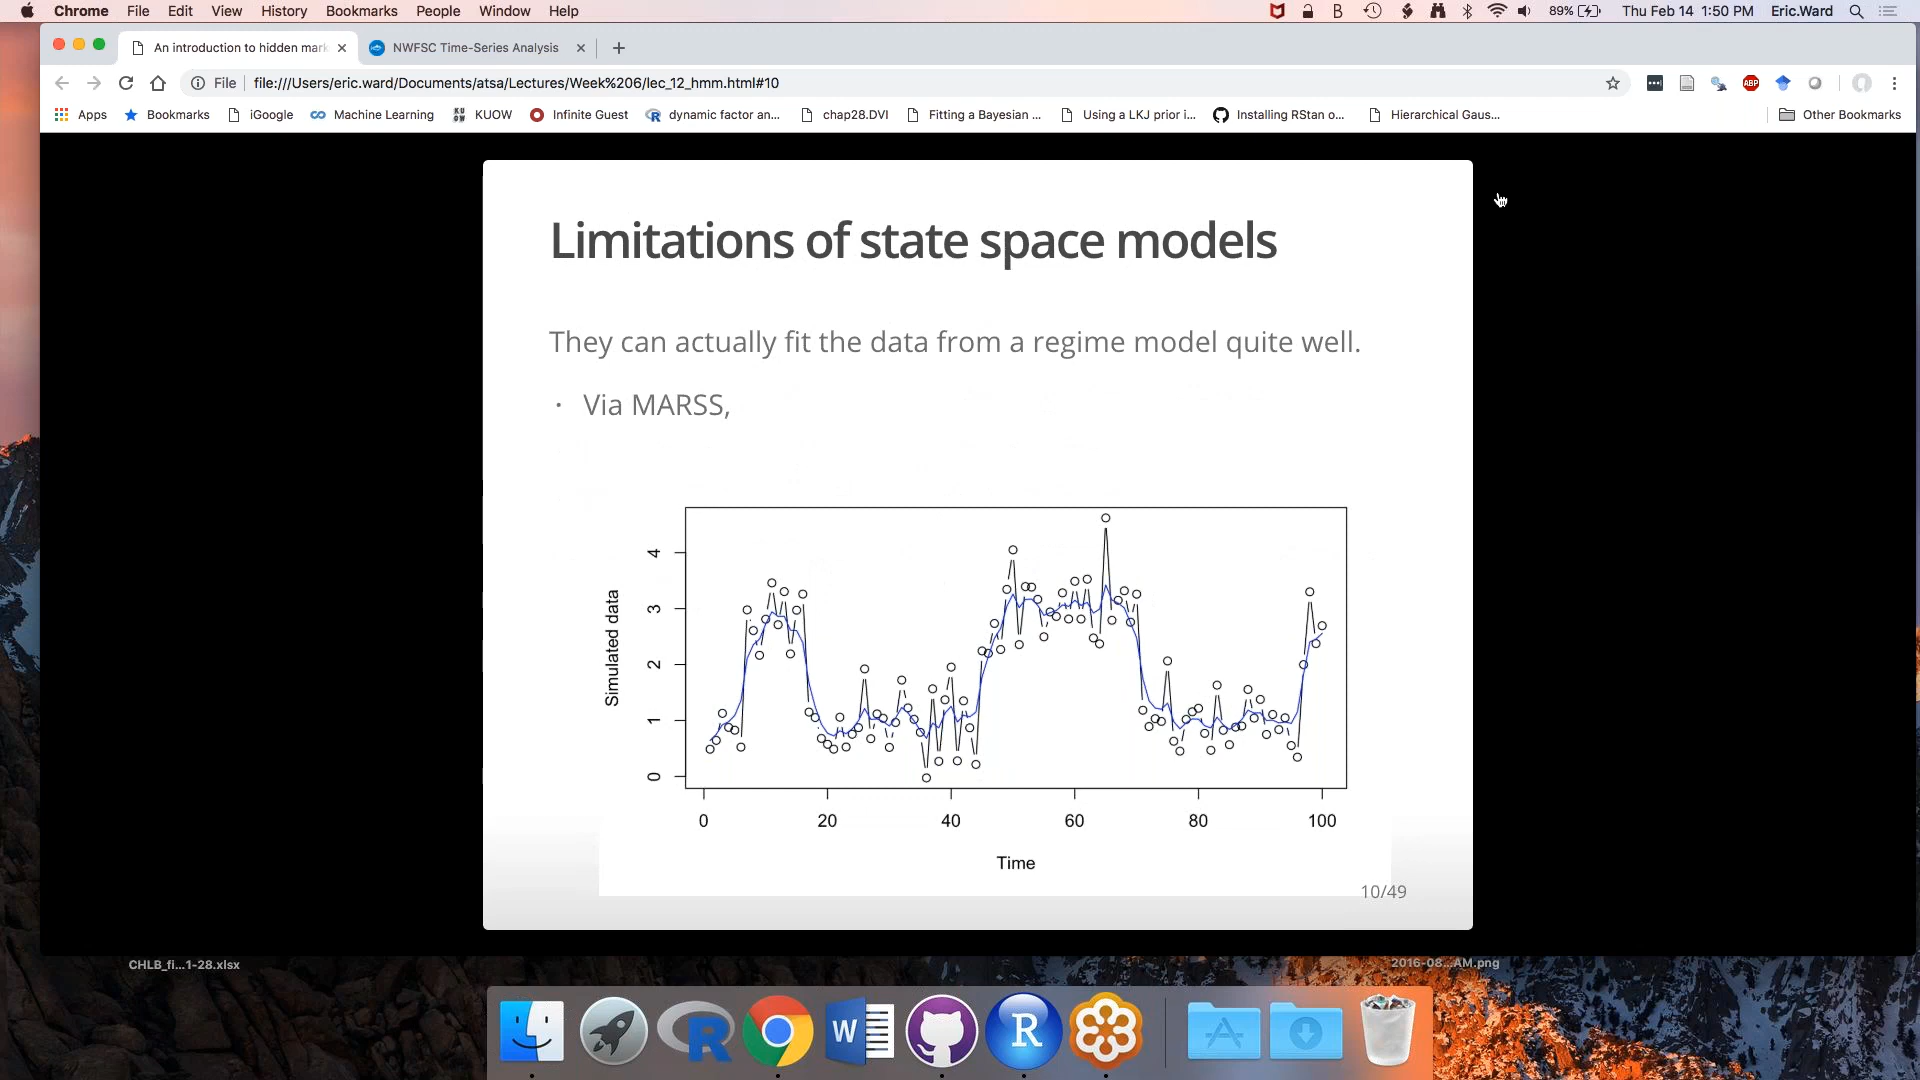 Chrome File Edit View History Bookmarks People Window Help 89% Thu Feb 14 1:50 PM Eric.Ward
An introduction to hidden mark NWFSC Time-Series Analysis
File file:///Users/eric.ward/Documents/atsa/Lectures/Week%206/lec_12_hmm.html#10
Apps Bookmarks iGoogle Machine Learning KUOW Infinite Guest dynamic factor an... chap28.DVI Fitting a Bayesian ... Using a LKJ prior i... Installing RStan o... Hierarchical Gaus... Other Bookmarks
Limitations of state space models
They can actually fit the data from a regime model quite well.
· Via MARSS,
Simulated data
4
3
2
1
0
0 20 40 60 80 100
Time
10/49
CHLB_fi...1-28.xlsx 2016-08...AM.png